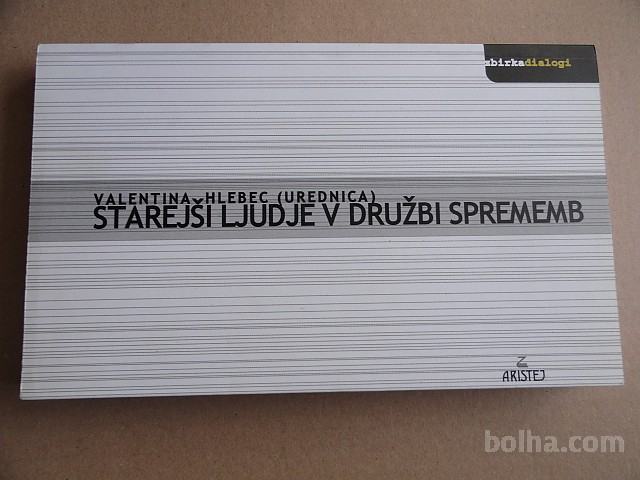 zbirkadialogi
VALENTINA HLEBEC (UREDNICA)
STAREJŠI LJUDJE V DRUŽBI SPREMEMB
ARISTEJ
bolha.com